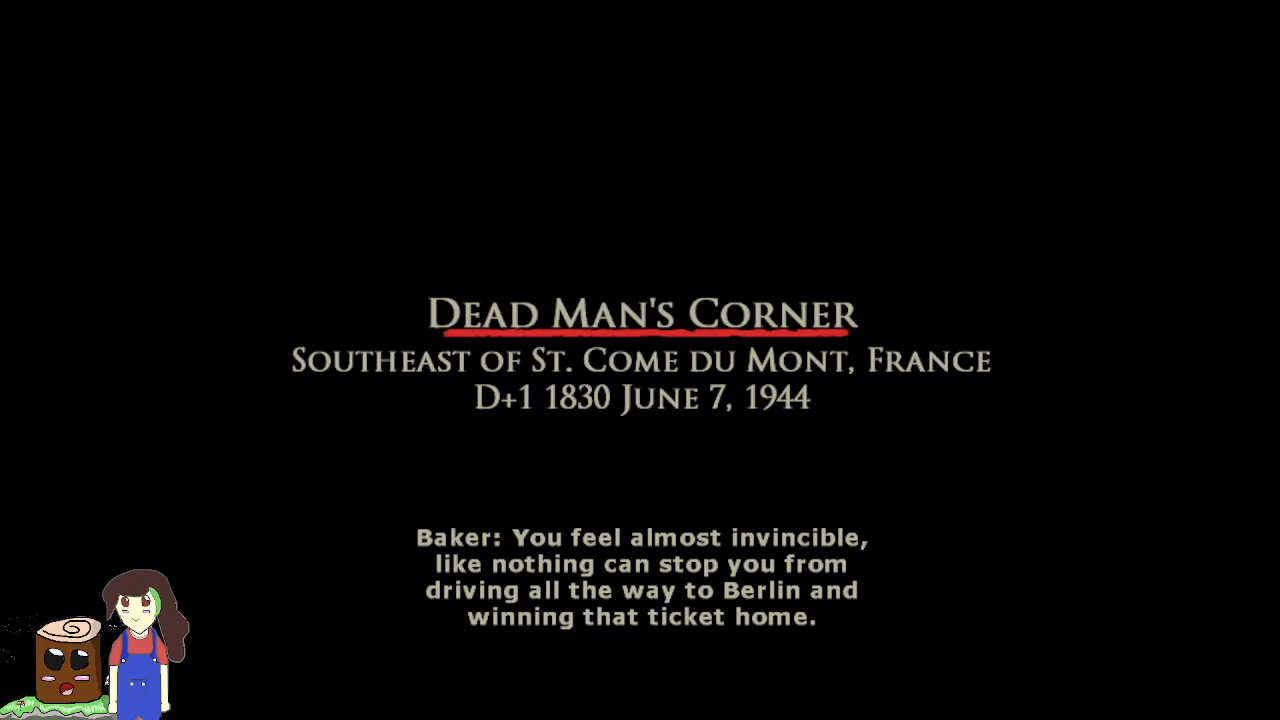 Dead Man's Corner
Southeast of St. Come du Mont, France
D+1 1830 June 7, 1944
Baker: You feel almost invincible,
like nothing can stop you from
driving all the way to Berlin and
winning that ticket home.